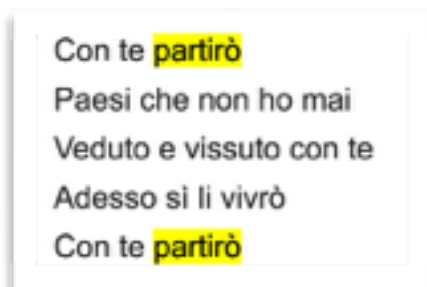 Con te partirò
Paesi che non ho mai
Veduto e vissuto con te
Adesso sì li vivrò
Con te partirò